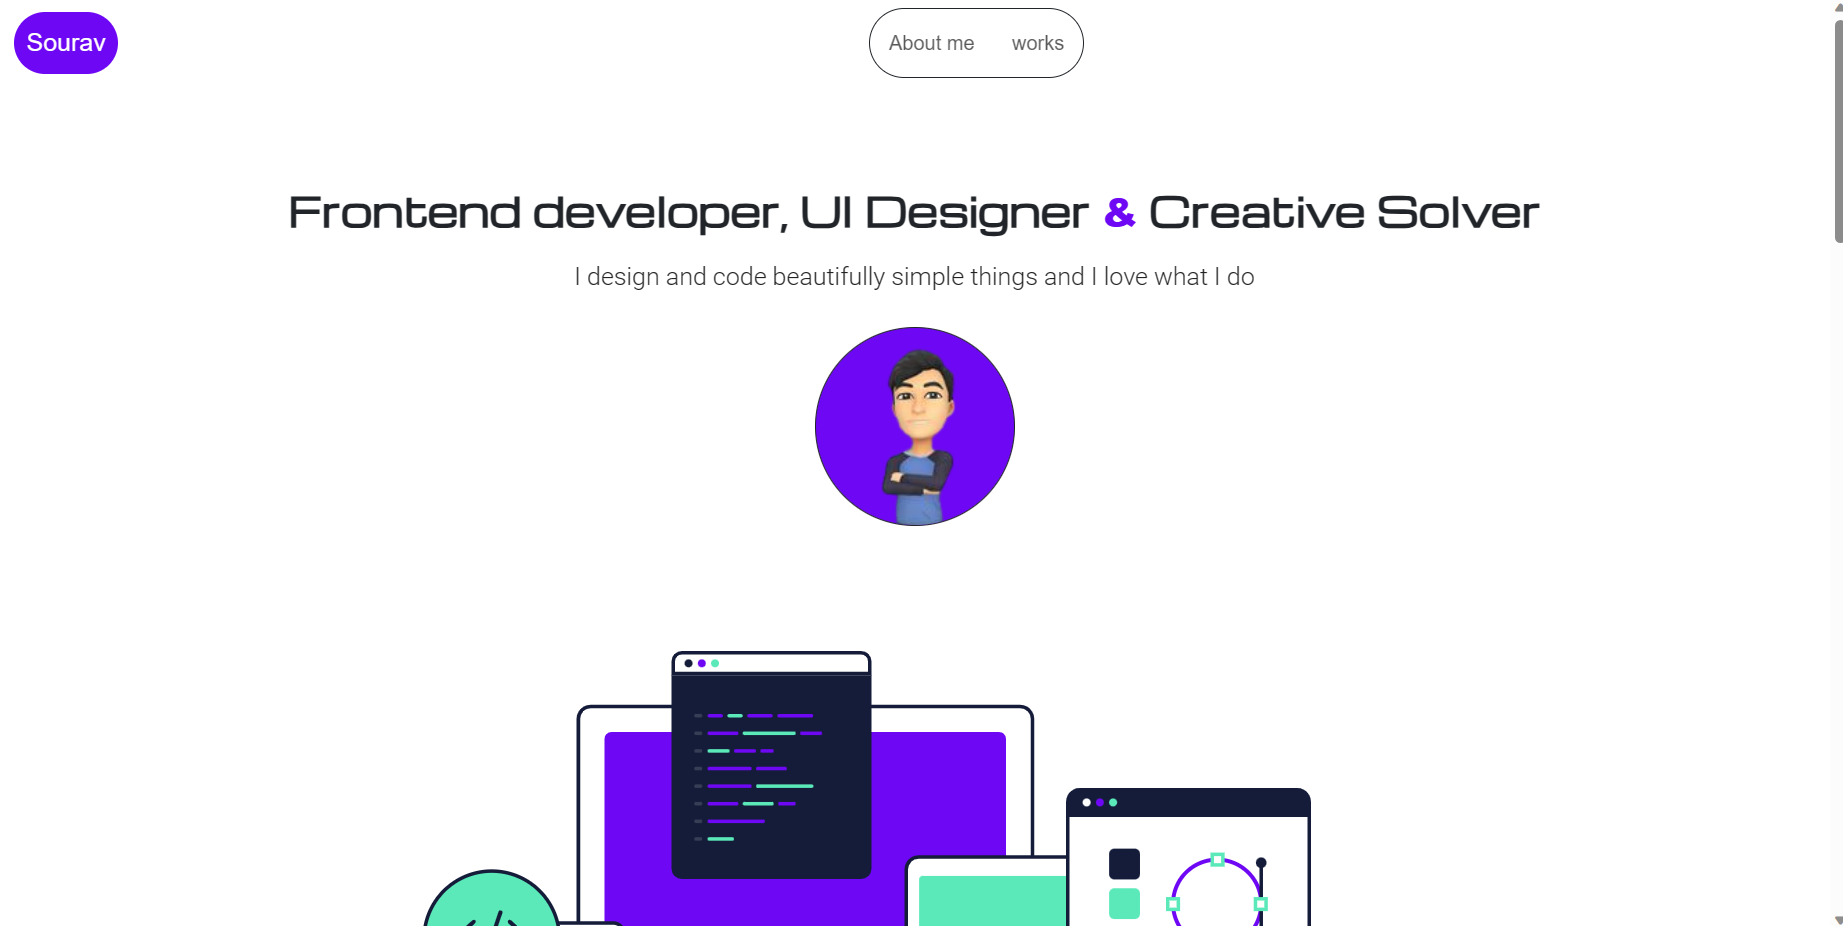 Sourav
About me works
Frontend developer, UI Designer & Creative Solver
I design and code beautifully simple things and I love what I do
</>